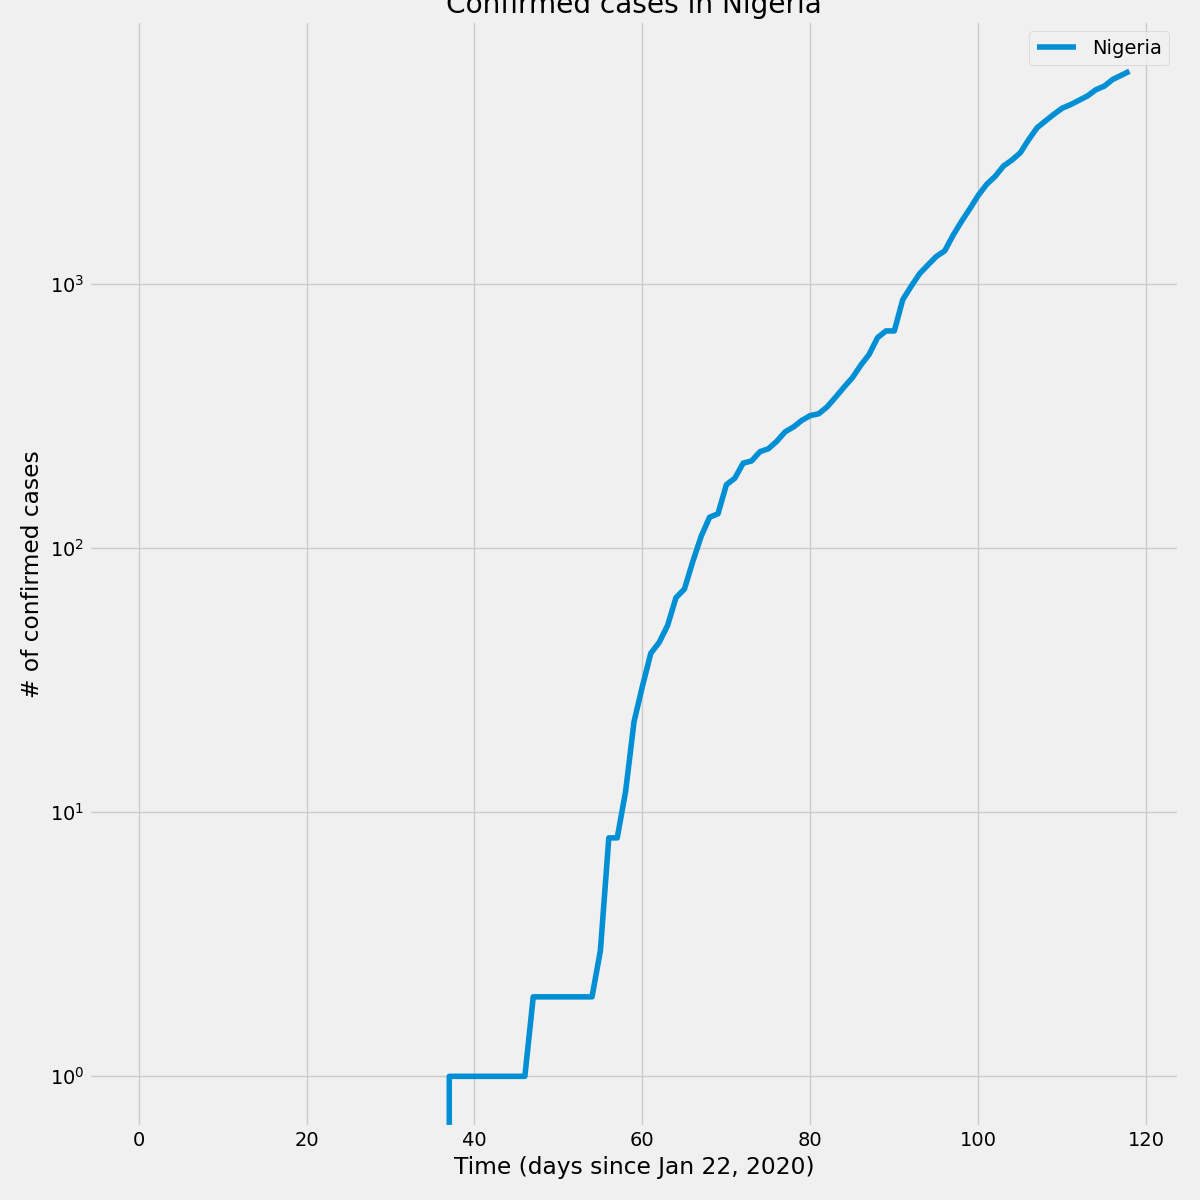 Confirmed cases in Nigeria
Nigeria
10³
10²
10¹
10⁰
# of confirmed cases
0 20 40 60 80 100 120
Time (days since Jan 22, 2020)